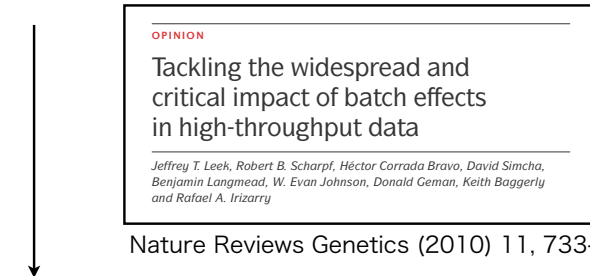 OPINION
Tackling the widespread and
critical impact of batch effects
in high-throughput data
Jeffrey T. Leek, Robert B. Scharpf, Héctor Corrada Bravo, David Simcha,
Benjamin Langmead, W. Evan Johnson, Donald Geman, Keith Baggerly
and Rafael A. Irizarry
Nature Reviews Genetics (2010) 11, 733-